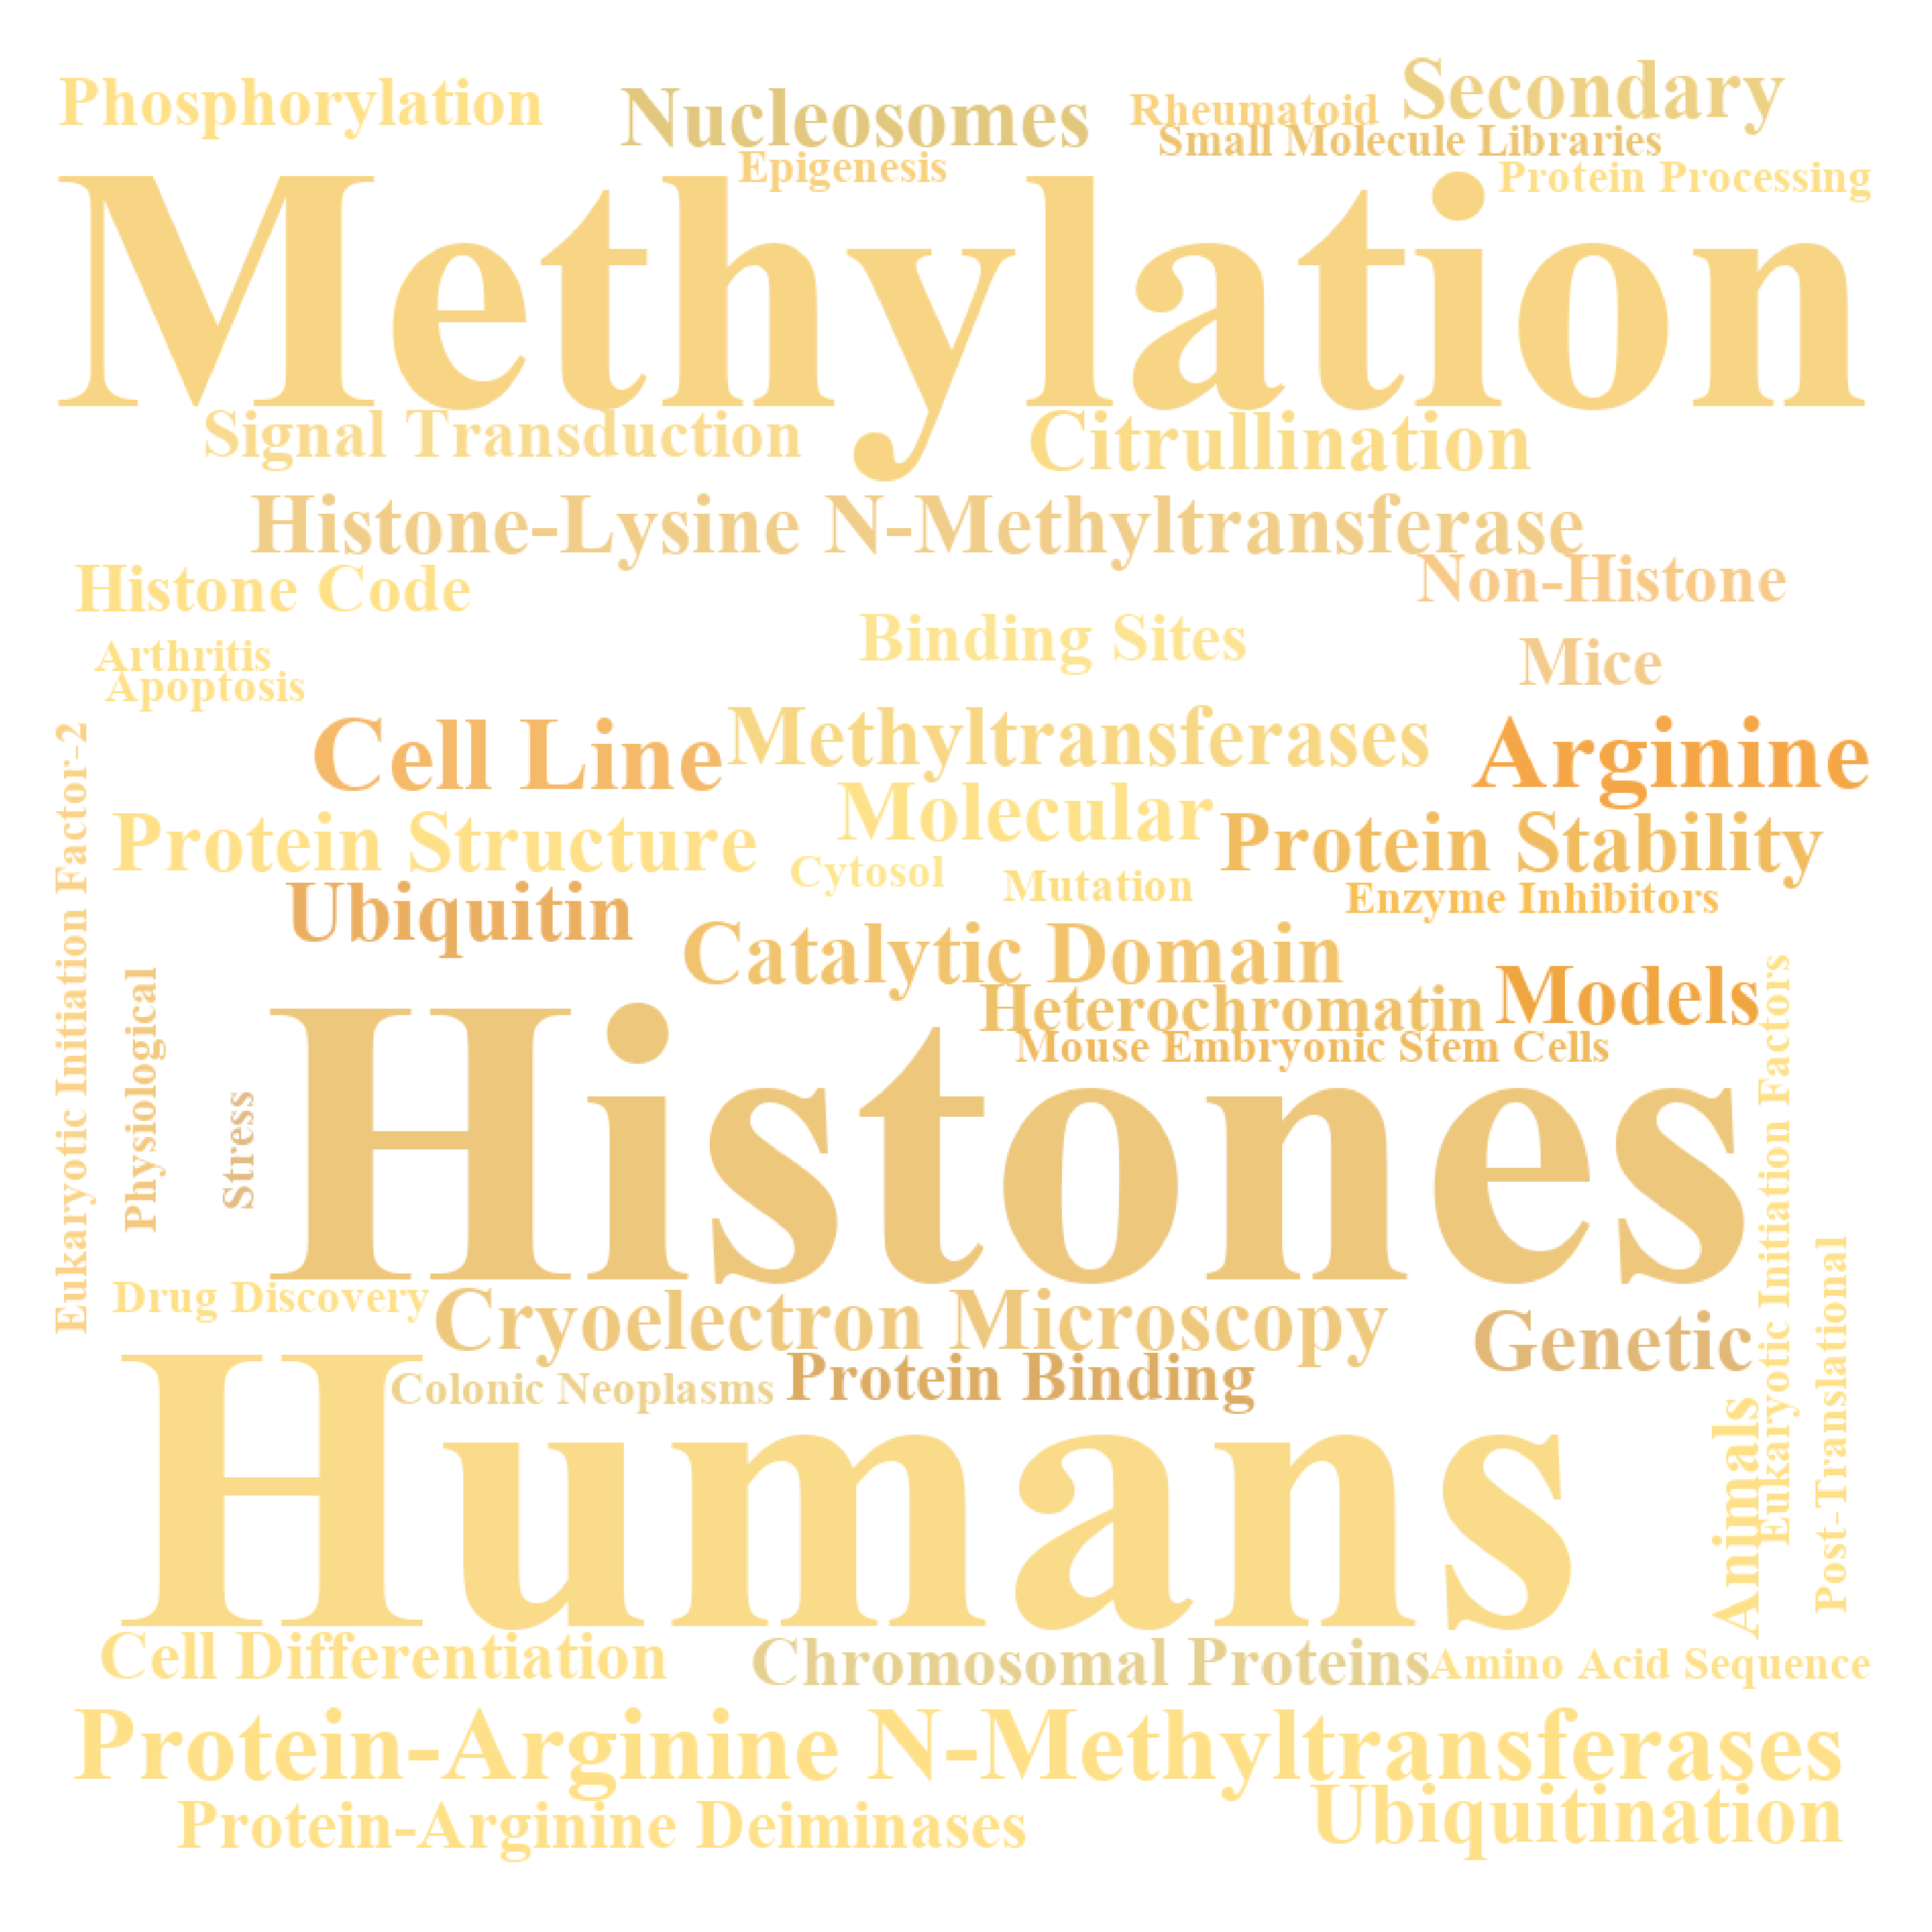 Phosphorylation
Nucleosomes
Rheumatoid
Secondary
Small Molecule Libraries
Epigenesis
Protein Processing
Methylation
Signal Transduction
Citrullination
Histone-Lysine N-Methyltransferase
Histone Code
Non-Histone
Binding Sites
Arthritis
Mice
Apoptosis
Cell Line
Methyltransferases
Arginine
Protein Structure
Molecular
Protein Stability
Cytosol
Mutation
Enzyme Inhibitors
Ubiquitin
Catalytic Domain
Heterochromatin
Models
Mouse Embryonic Stem Cells
Eukaryotic Initiation Factor-2
Physiological
Stress
Histones
Eukaryotic Initiation Factors
Post-Translational
Drug Discovery
Cryoelectron Microscopy
Genetic
Colonic Neoplasms
Protein Binding
Animals
Humans
Cell Differentiation
Chromosomal Proteins
Amino Acid Sequence
Protein-Arginine N-Methyltransferases
Protein-Arginine Deiminases
Ubiquitination